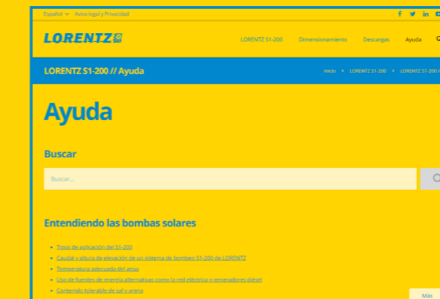 Español Aviso legal y Privacidad
LORENTZ
LORENTZ S1-200 Dimensionamiento Descargas Ayuda
LORENTZ S1-200 // Ayuda
Inicio LORENTZ S1-200 LORENTZ S1-200 //
Ayuda
Buscar
Buscar...
Entendiendo las bombas solares
Tipos de aplicación del S1-200
Caudal y altura de elevación de un sistema de bombeo S1-200 de LORENTZ
Temperatura adecuada del agua
Uso de fuentes de energía alternativas como la red eléctrica o generadores diésel
Contenido tolerable de sal y arena
Más